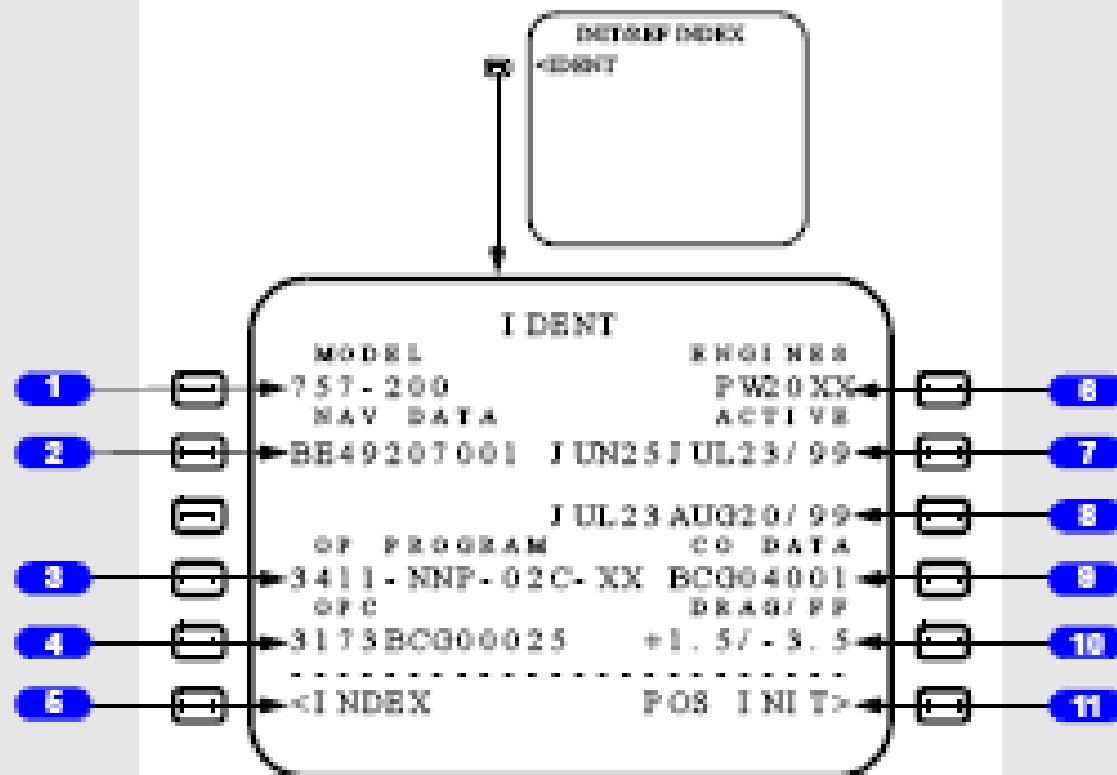 INIT/REF INDEX
<IDENT
IDENT
MODEL ENGINES
1 757-200 PW20XX 6
NAV DATA ACTIVE
2 BE49207001 JUN25JUL23/99 7
JUL23AUG20/99 8
OP PROGRAM CO DATA
3 3411-NNP-02C-XX BCG04001 9
OPC DRAG/FF
4 3173BCG00025 +1.5/-3.5 10
5 <INDEX POS INIT> 11